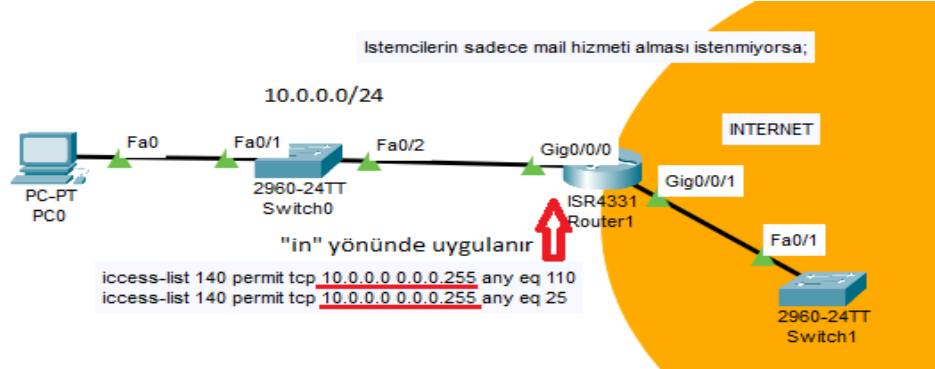 Istemcilerin sadece mail hizmeti alması istenmiyorsa;
10.0.0.0/24
INTERNET
Fa0
Fa0/1
Fa0/2
Gig0/0/0
Gig0/0/1
PC-PT
PC0
2960-24TT
Switch0
ISR4331
Router1
Fa0/1
"in" yönünde uygulanır
iccess-list 140 permit tcp 10.0.0.0 0.0.0.255 any eq 110
iccess-list 140 permit tcp 10.0.0.0 0.0.0.255 any eq 25
2960-24TT
Switch1